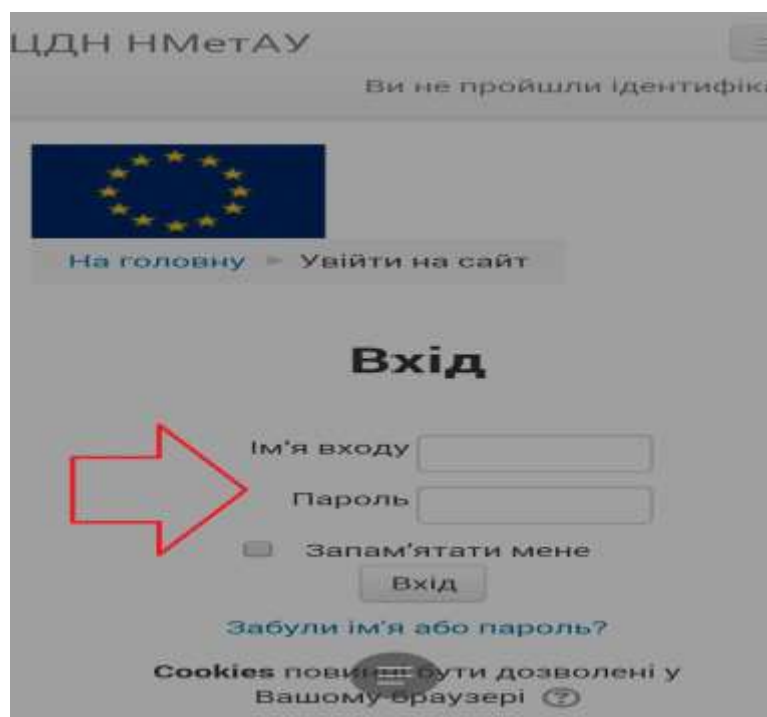 ЦДН НМетАУ
Ви не пройшли ідентифік
На головну ► Увійти на сайт
Вхід
Ім'я входу
Пароль
Запам'ятати мене
Вхід
Забули ім'я або пароль?
Cookies повинні бути дозволені у
Вашому браузері ?